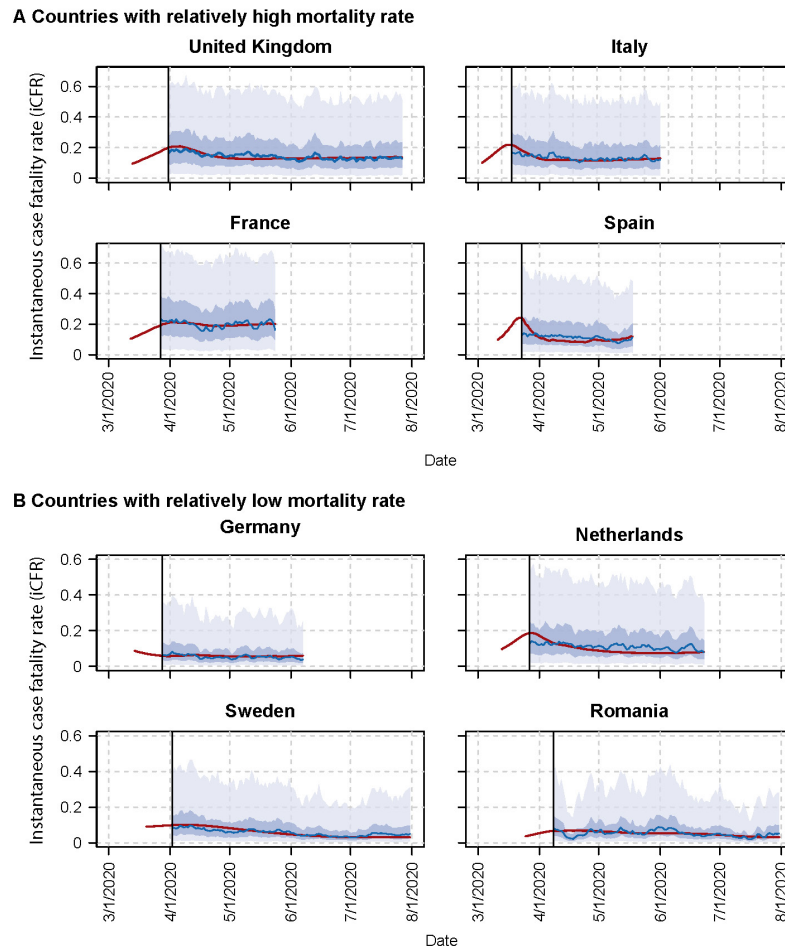 A Countries with relatively high mortality rate
United Kingdom
Italy
0.6
0.4
0.2
0
France
Spain
0.6
0.4
0.2
0
Instantaneous case fatality rate (iCFR)
3/1/2020
4/1/2020
5/1/2020
6/1/2020
7/1/2020
8/1/2020
3/1/2020
4/1/2020
5/1/2020
6/1/2020
7/1/2020
8/1/2020
Date
B Countries with relatively low mortality rate
Germany
Netherlands
0.6
0.4
0.2
0
Sweden
Romania
0.6
0.4
0.2
0
Instantaneous case fatality rate (iCFR)
3/1/2020
4/1/2020
5/1/2020
6/1/2020
7/1/2020
8/1/2020
3/1/2020
4/1/2020
5/1/2020
6/1/2020
7/1/2020
8/1/2020
Date